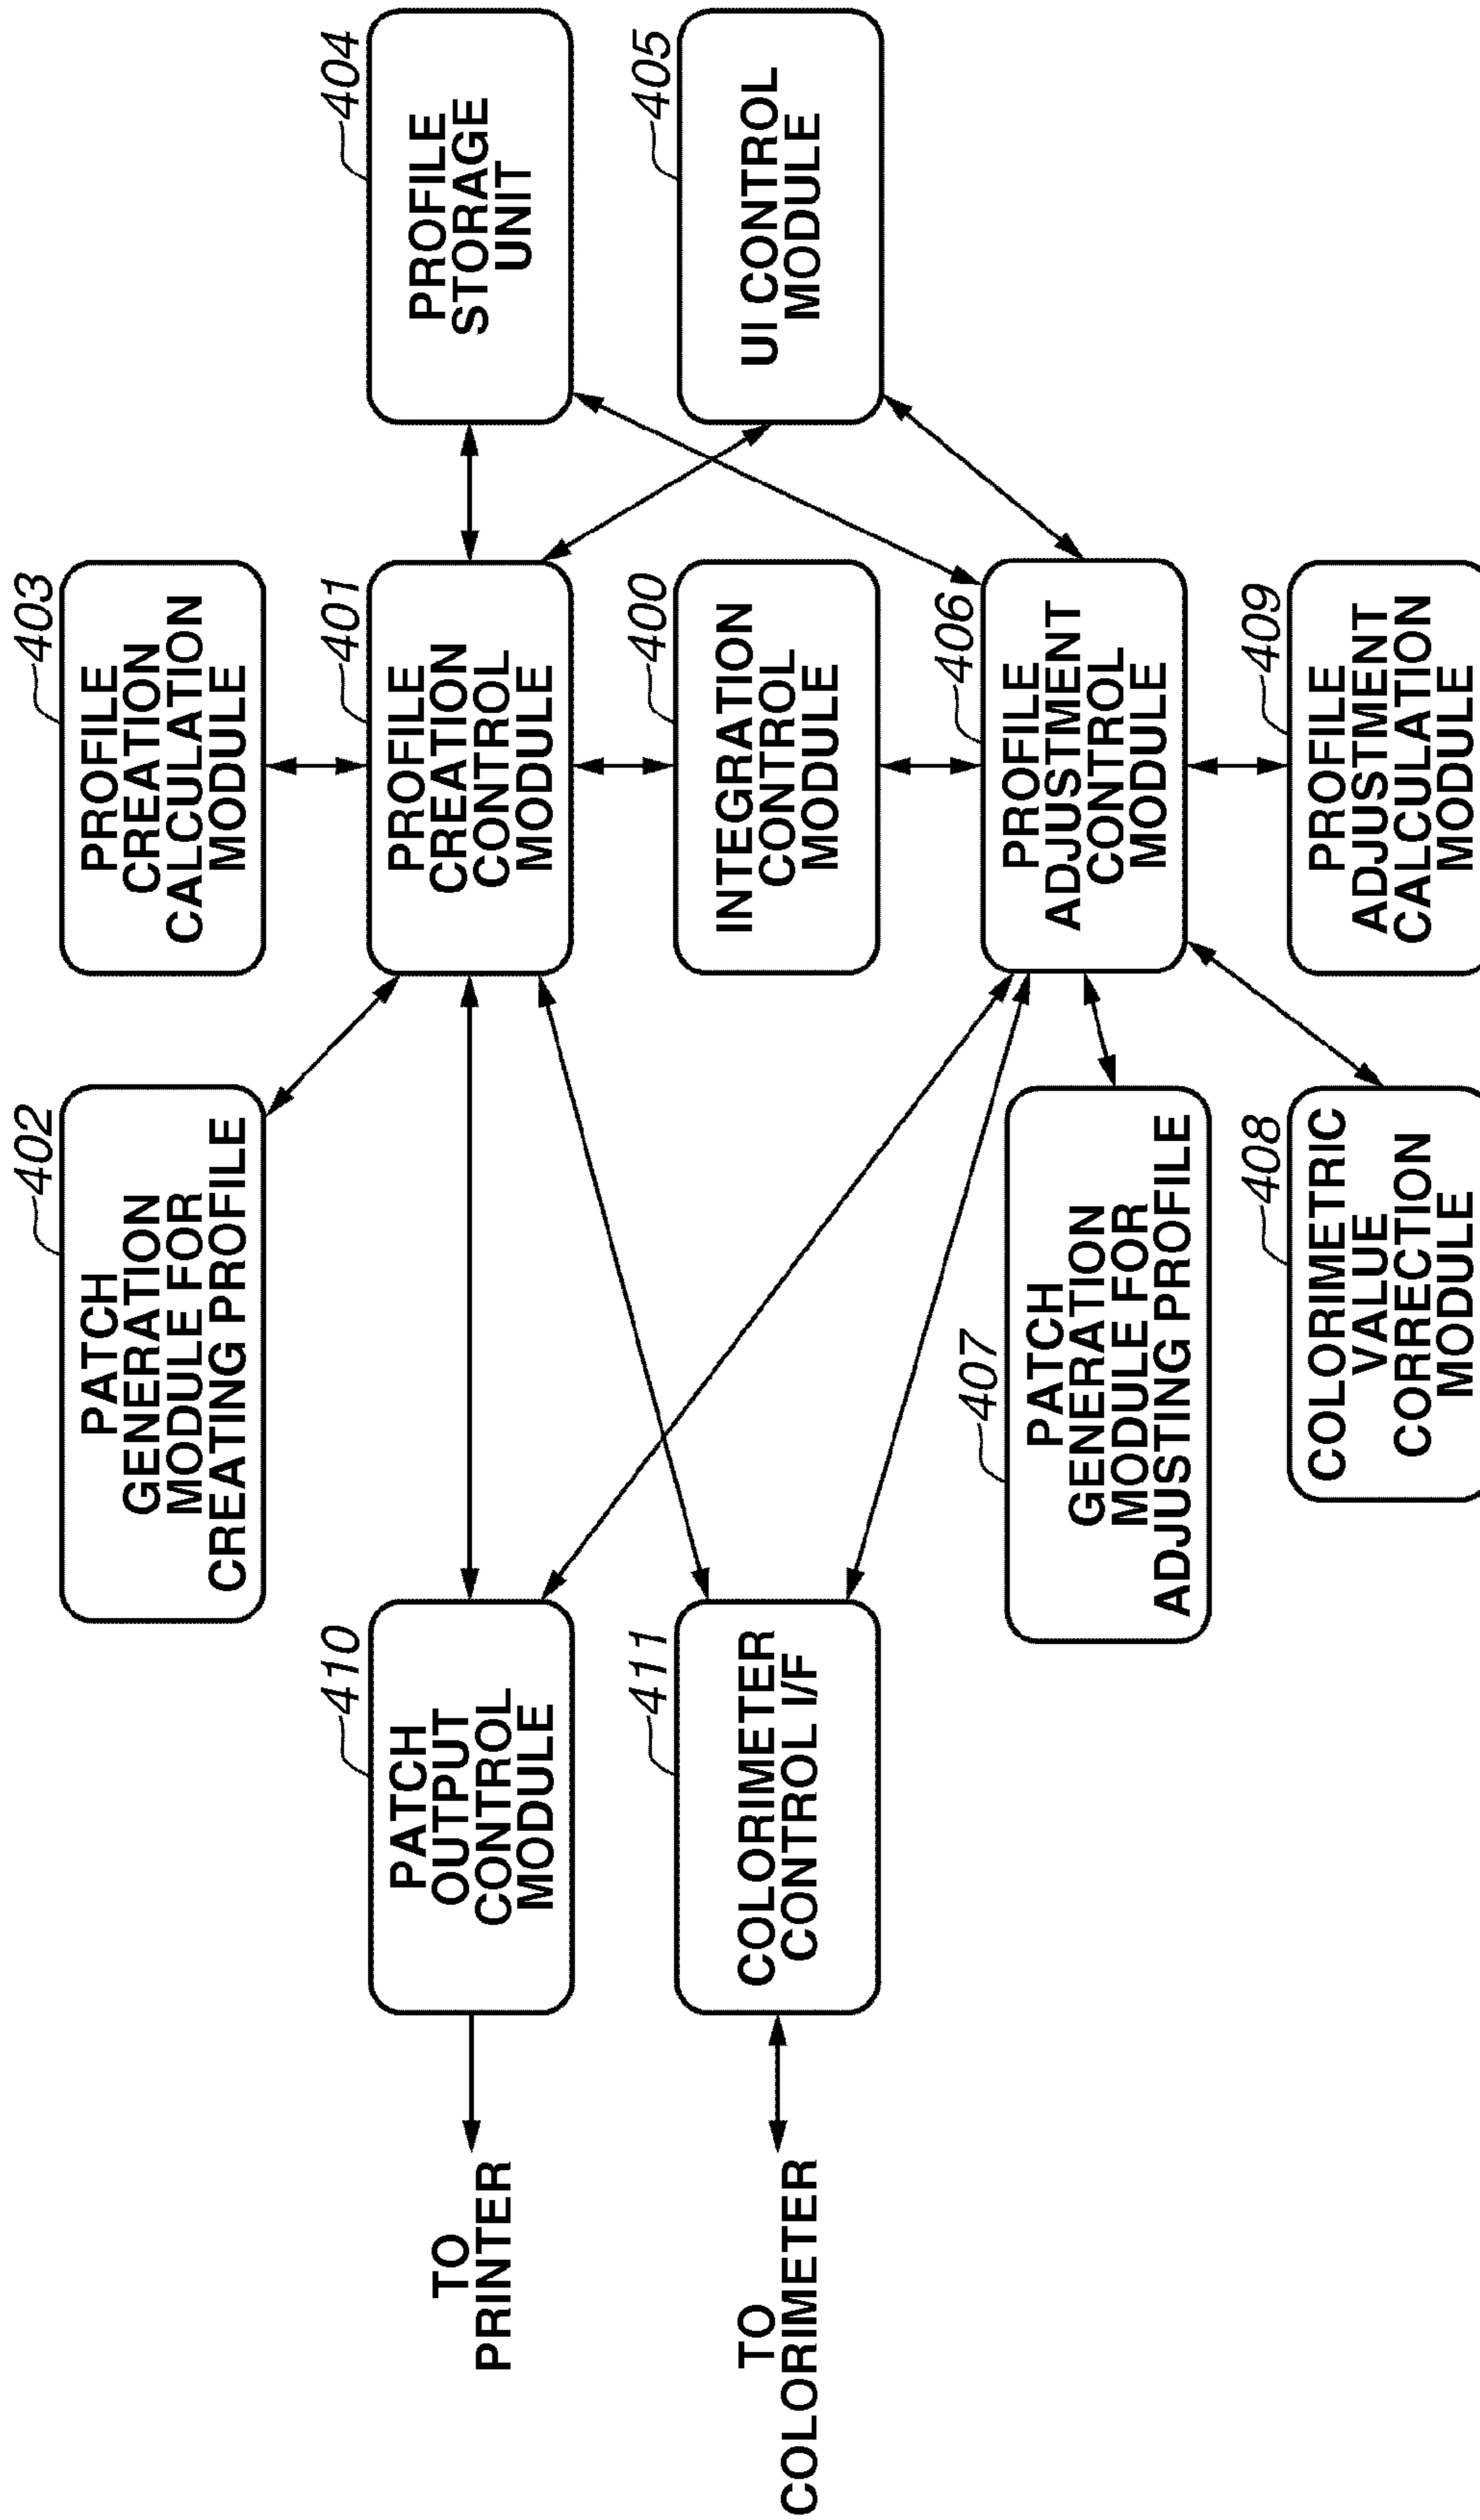 402
PATCH
GENERATION
MODULE FOR
CREATING PROFILE
403
PROFILE
CREATION
CALCULATION
MODULE
TO
PRINTER
410
PATCH
OUTPUT
CONTROL
MODULE
401
PROFILE
CREATION
CONTROL
MODULE
404
PROFILE
STORAGE
UNIT
TO
COLORIMETER
411
COLORIMETER
CONTROL I/F
400
INTEGRATION
CONTROL
MODULE
405
UI CONTROL
MODULE
407
PATCH
GENERATION
MODULE FOR
ADJUSTING PROFILE
406
PROFILE
ADJUSTMENT
CONTROL
MODULE
408
COLORIMETRIC
VALUE
CORRECTION
MODULE
409
PROFILE
ADJUSTMENT
CALCULATION
MODULE